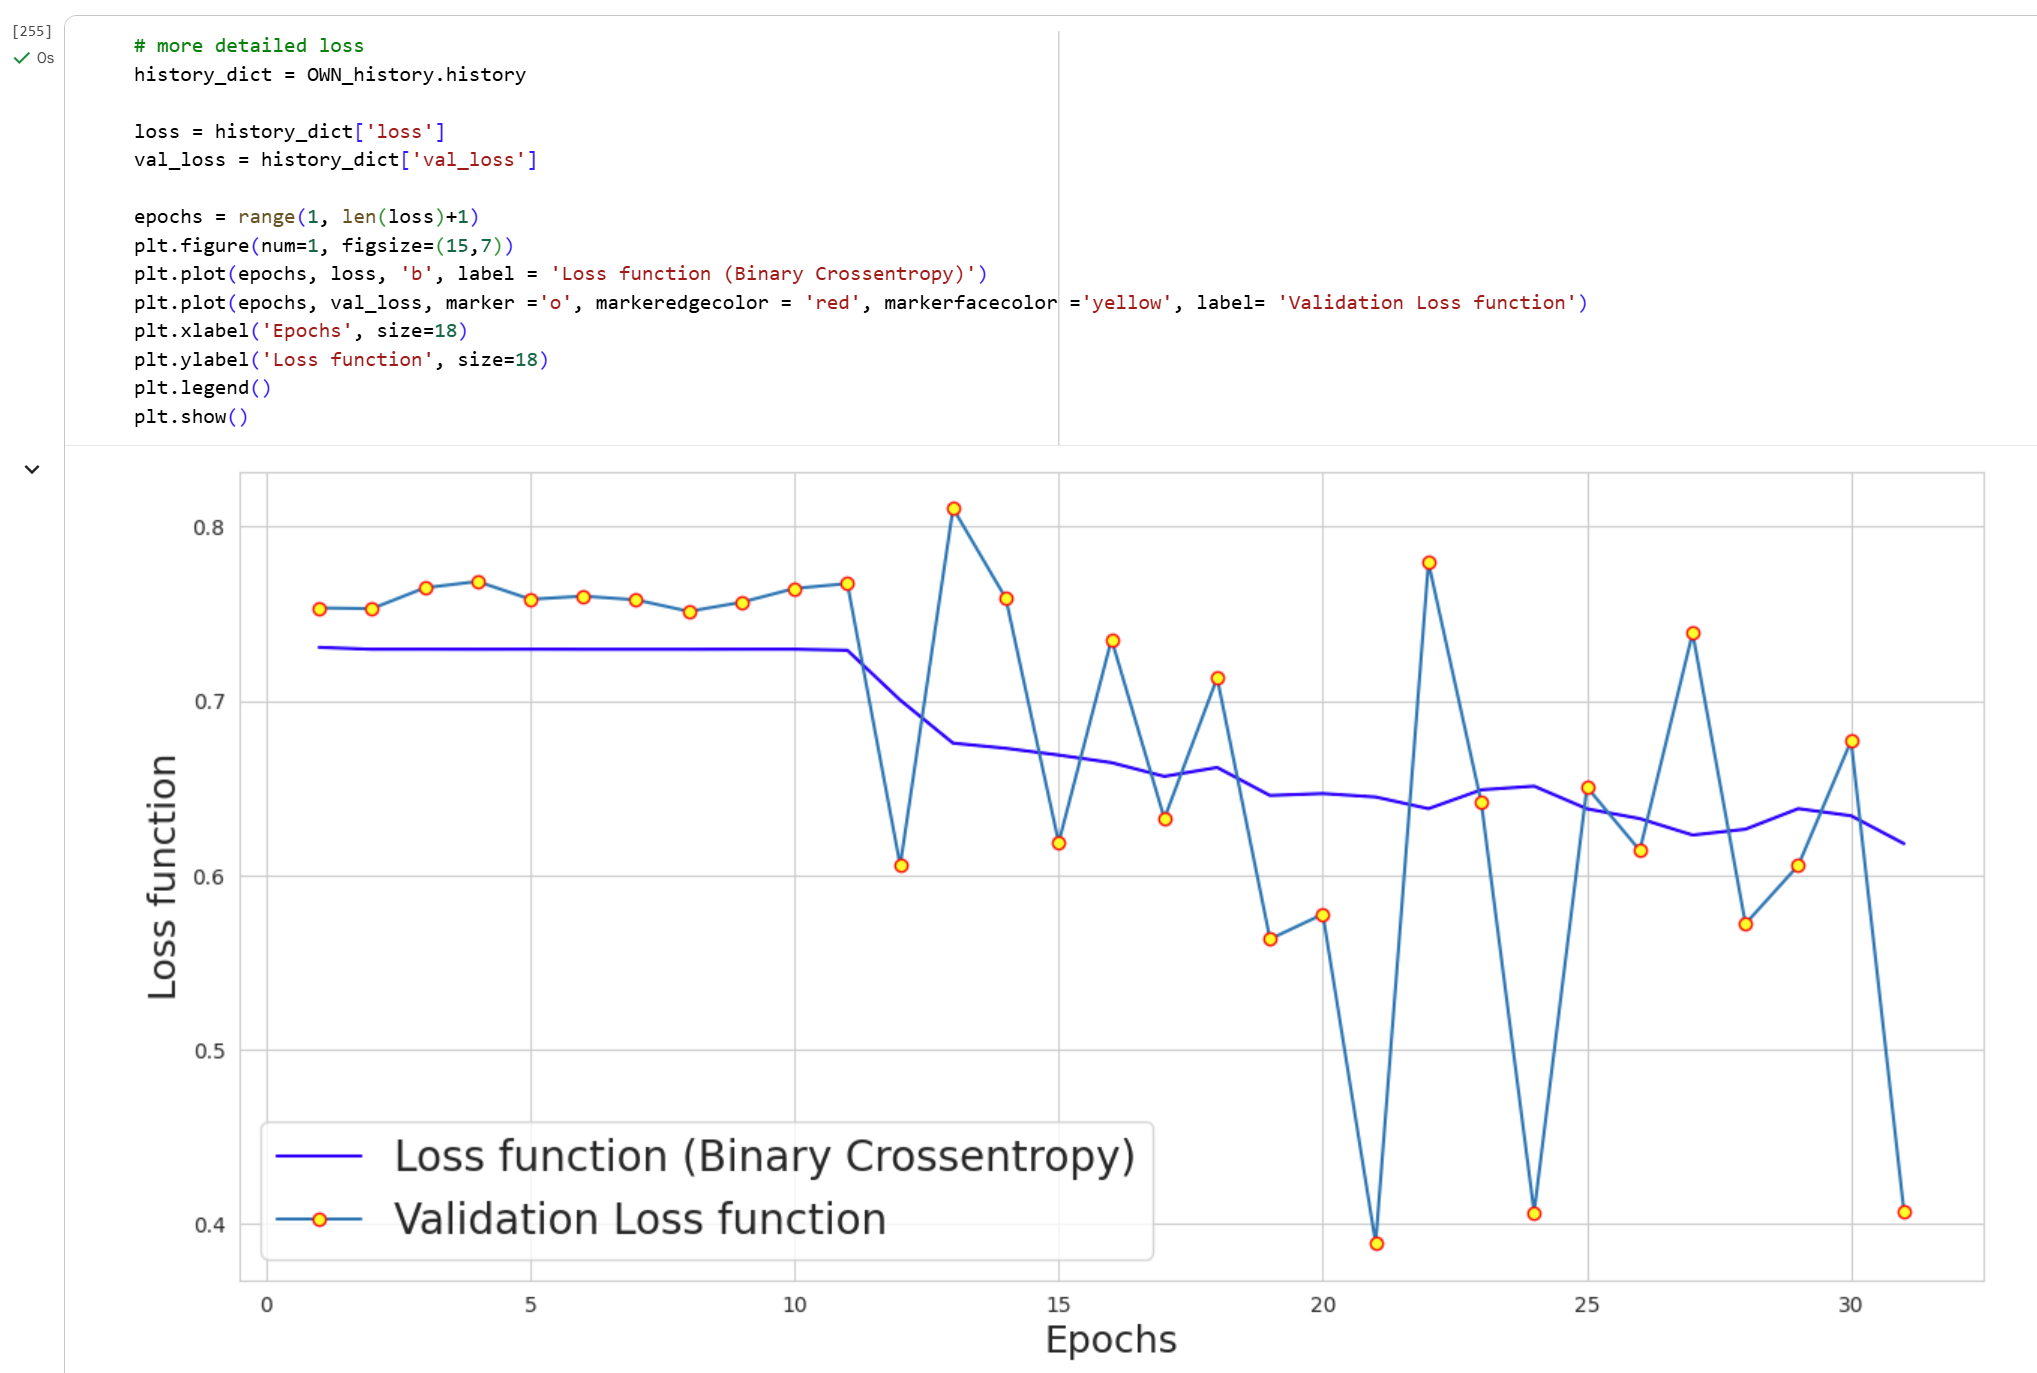 [255]
0s
# more detailed loss
history_dict = OWN_history.history
loss = history_dict['loss']
val_loss = history_dict['val_loss']
epochs = range(1, len(loss)+1)
plt.figure(num=1, figsize=(15,7))
plt.plot(epochs, loss, 'b', label = 'Loss function (Binary Crossentropy)')
plt.plot(epochs, val_loss, marker ='o', markeredgecolor = 'red', markerfacecolor ='yellow', label= 'Validation Loss function')
plt.xlabel('Epochs', size=18)
plt.ylabel('Loss function', size=18)
plt.legend()
plt.show()
0.8
0.7
0.6
0.5
0.4
Loss function
Loss function (Binary Crossentropy)
Validation Loss function
0 5 10 15 20 25 30
Epochs